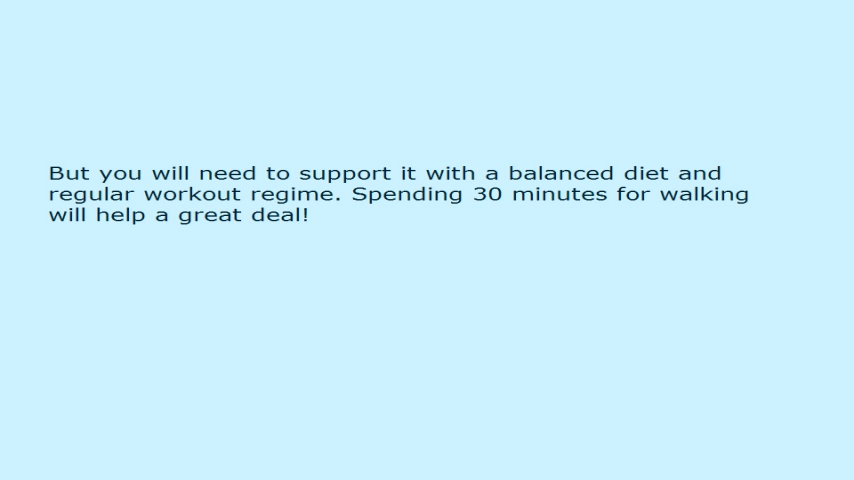 But you will need to support it with a balanced diet and
regular workout regime. Spending 30 minutes for walking
will help a great deal!